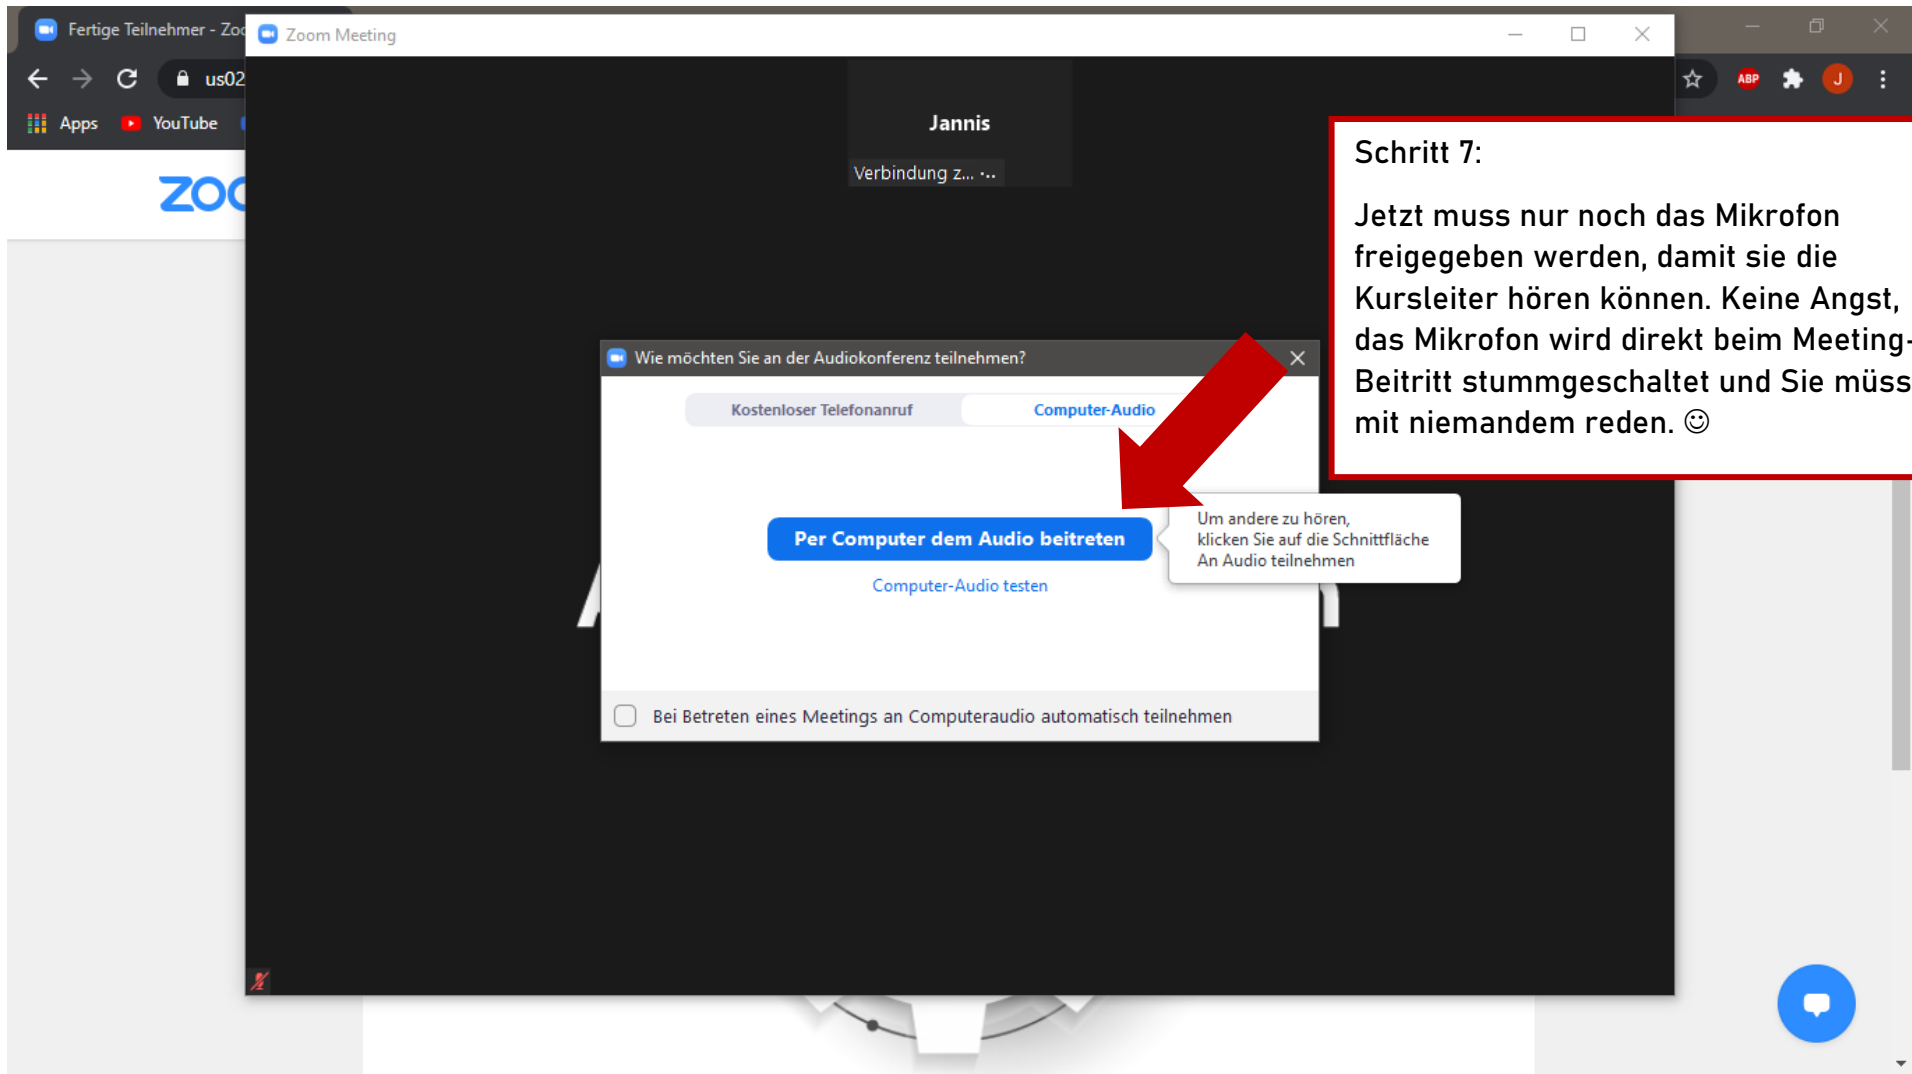 Fertige Teilnehmer - Zoo
Zoom Meeting
us02
ABP
J
Apps
YouTube
Jannis
Verbindung z... ...
Schritt 7:
Jetzt muss nur noch das Mikrofon
freigegeben werden, damit sie die
Kursleiter hören können. Keine Angst,
das Mikrofon wird direkt beim Meeting-
Beitritt stummgeschaltet und Sie müss
mit niemandem reden. ☺
Wie möchten Sie an der Audiokonferenz teilnehmen?
Kostenloser Telefonanruf
Computer-Audio
Per Computer dem Audio beitreten
Um andere zu hören,
klicken Sie auf die Schnittfläche
An Audio teilnehmen
Computer-Audio testen
Bei Betreten eines Meetings an Computeraudio automatisch teilnehmen